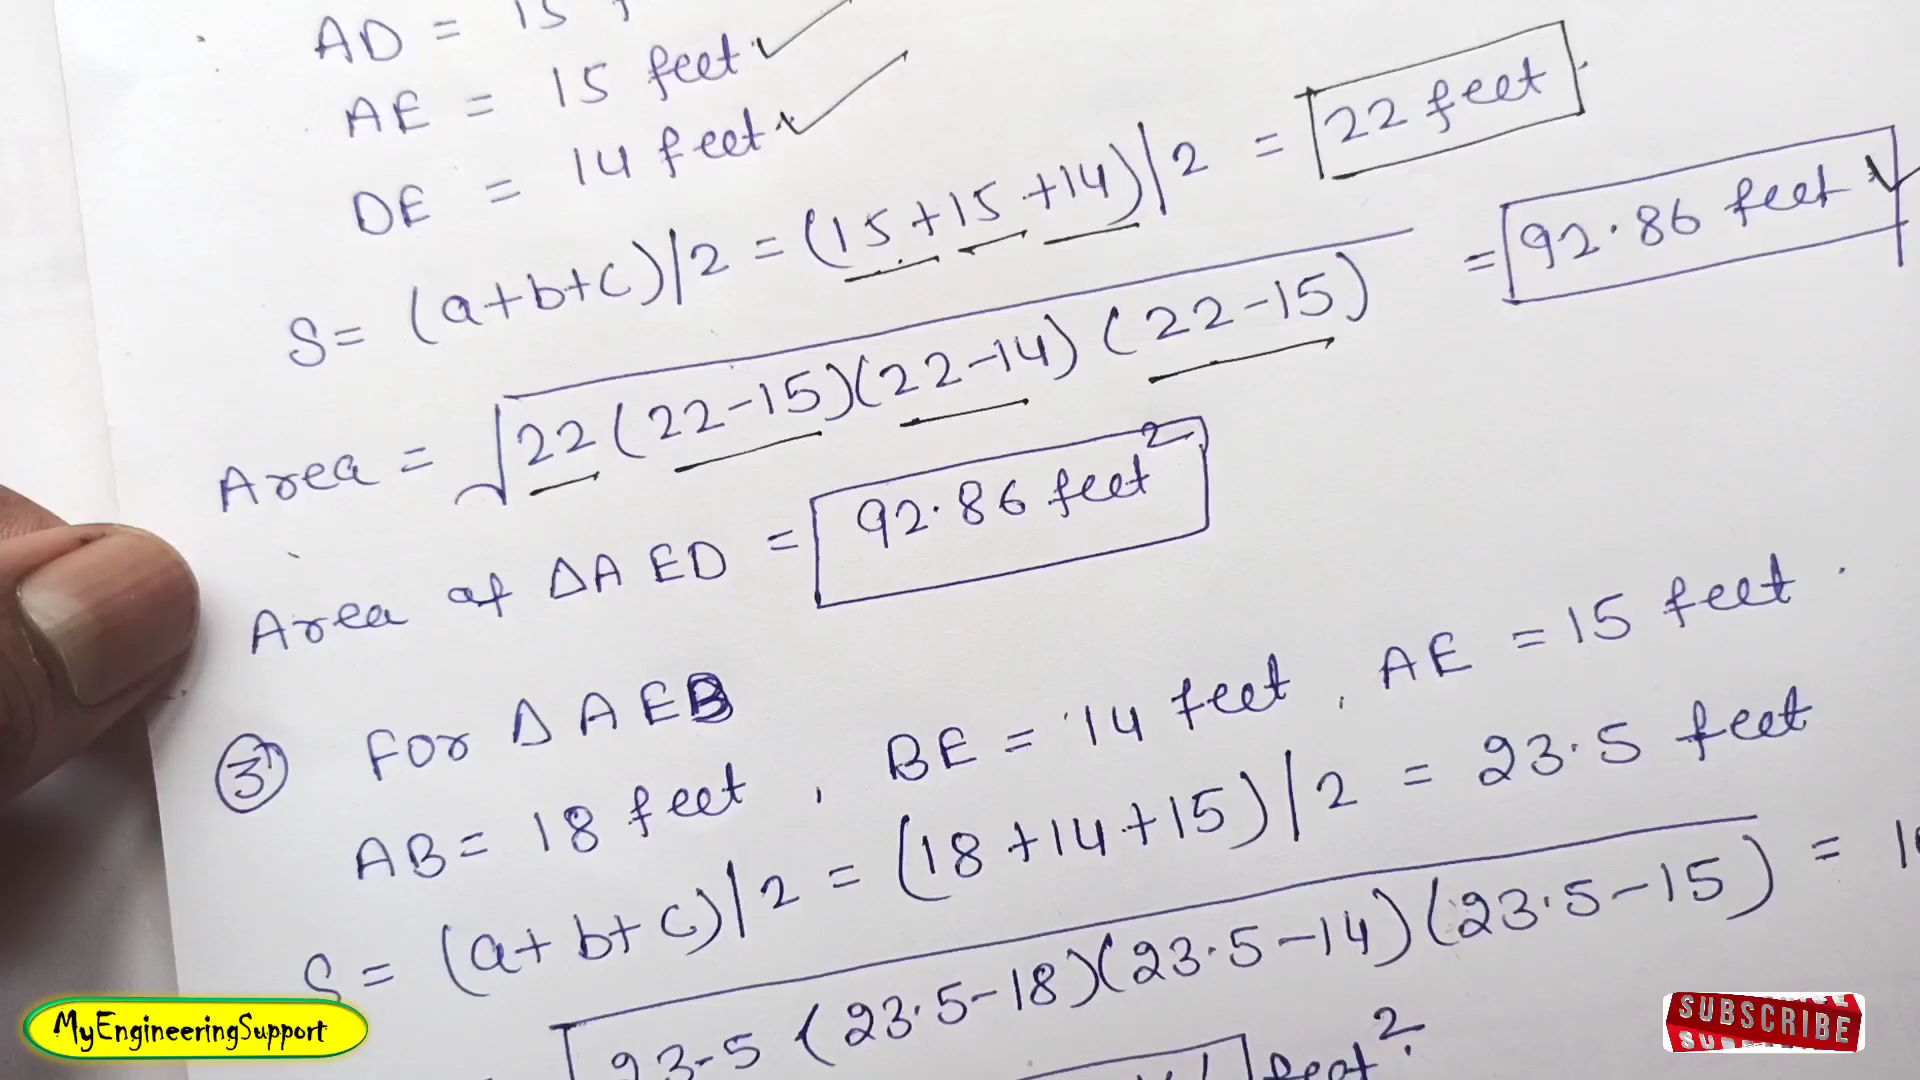 AD = 15
AE = 15 feet
DE = 14 feet
S = (a+b+c)/2 = (15+15+14)/2 = 22 feet
Area = √22(22-15)(22-14)(22-15) = 92.86 feet
Area of ΔAED = 92.86 feet²
③ For ΔAEB
AB = 18 feet, BE = 14 feet, AE = 15 feet.
S = (a+b+c)/2 = (18+14+15)/2 = 23.5 feet
√23.5(23.5-18)(23.5-14)(23.5-15) =
feet².
MyEngineeringSupport
SUBSCRIBE